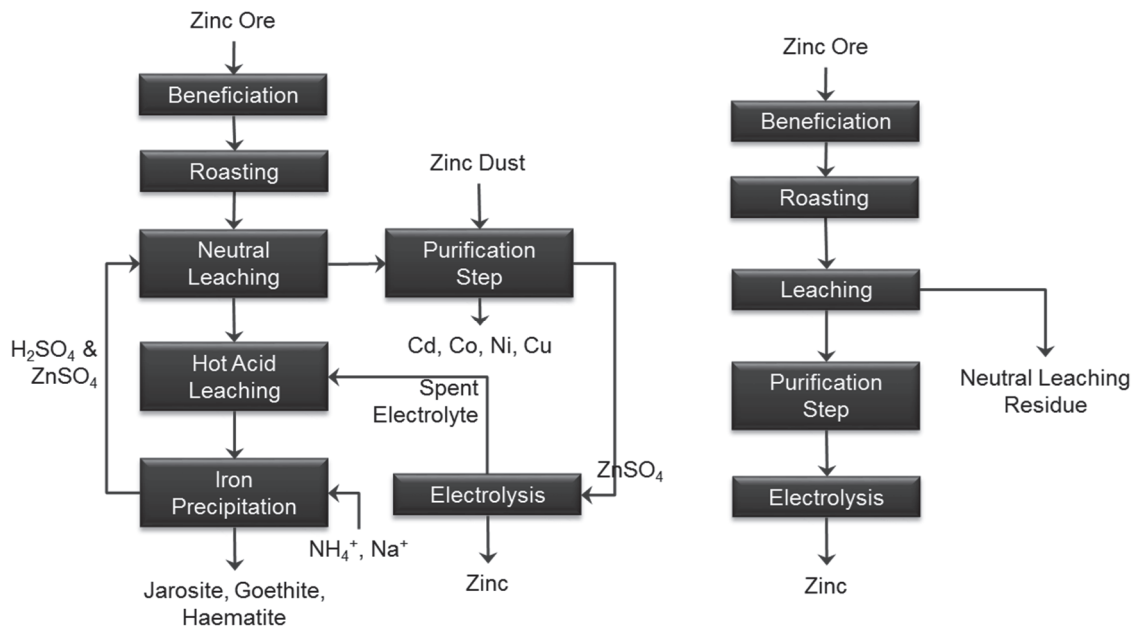 Zinc Ore
Beneficiation
Roasting
Zinc Dust
Neutral
Leaching
Purification
Step
H₂SO₄ &
ZnSO₄
Cd, Co, Ni, Cu
Hot Acid
Leaching
Spent
Electrolyte
Iron
Precipitation
Electrolysis
ZnSO₄
NH₄⁺, Na⁺
Zinc
Jarosite, Goethite,
Haematite
Zinc Ore
Beneficiation
Roasting
Leaching
Neutral Leaching
Residue
Purification
Step
Electrolysis
Zinc